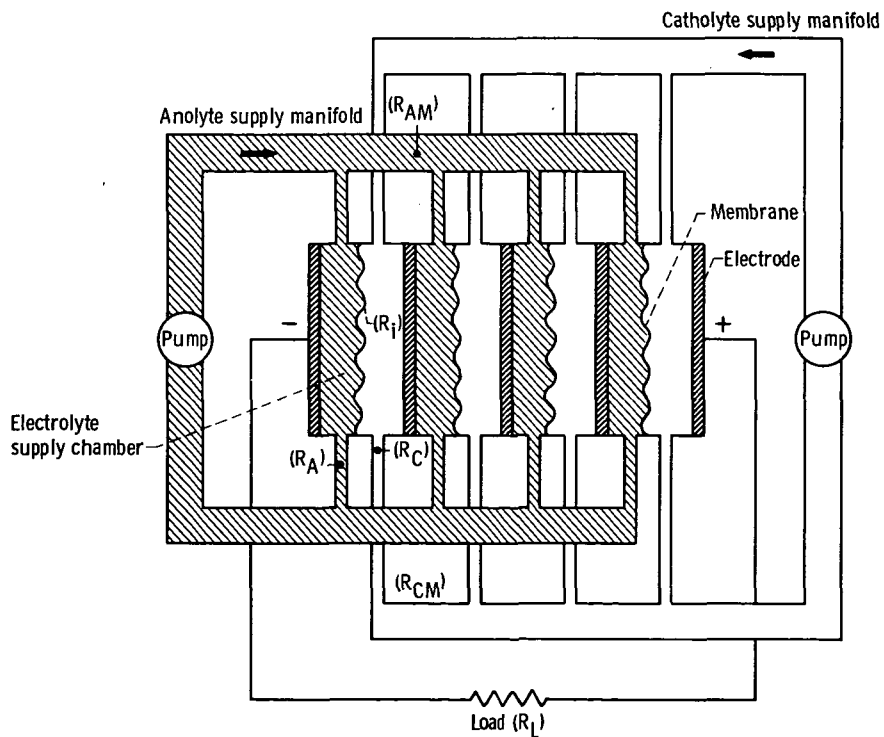 Catholyte supply manifold
Anolyte supply manifold
(R_AM)
Membrane
Electrode
−
(R_i)
+
Pump
Pump
Electrolyte
supply chamber
(R_A)
(R_C)
(R_CM)
Load (R_L)